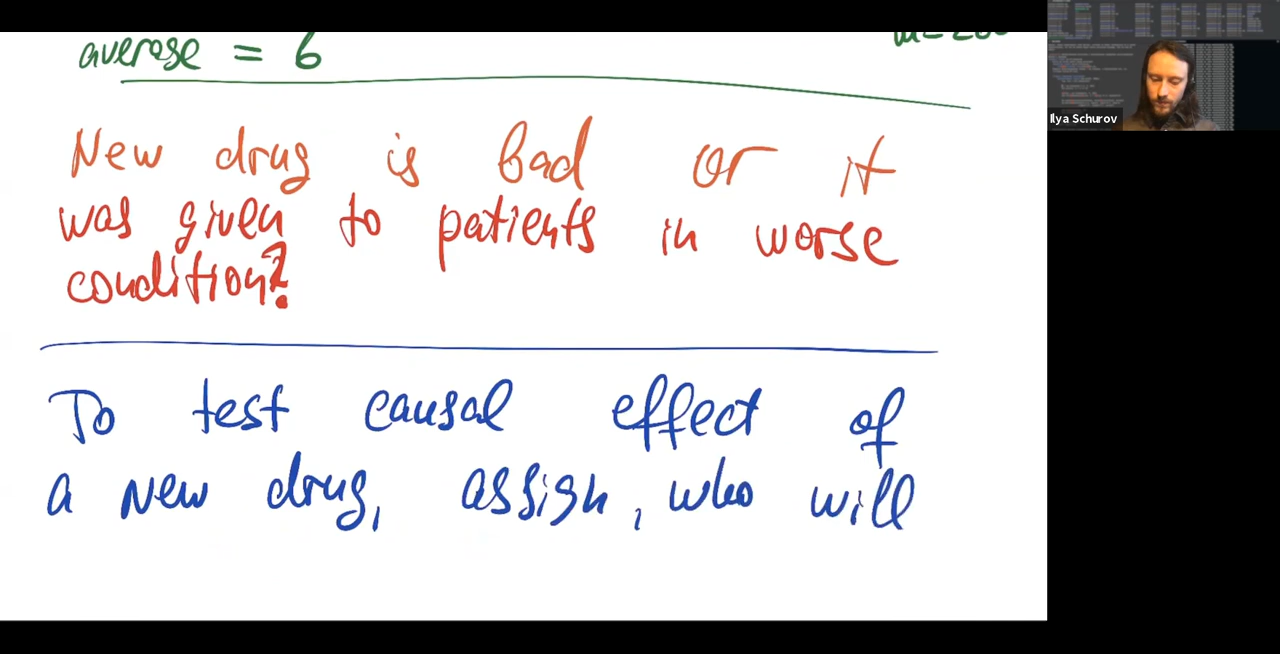 average = 6
New drug is bad or it
was given to patients in worse
condition?
To test causal effect of
a new drug, assign, who will
Ilya Schurov